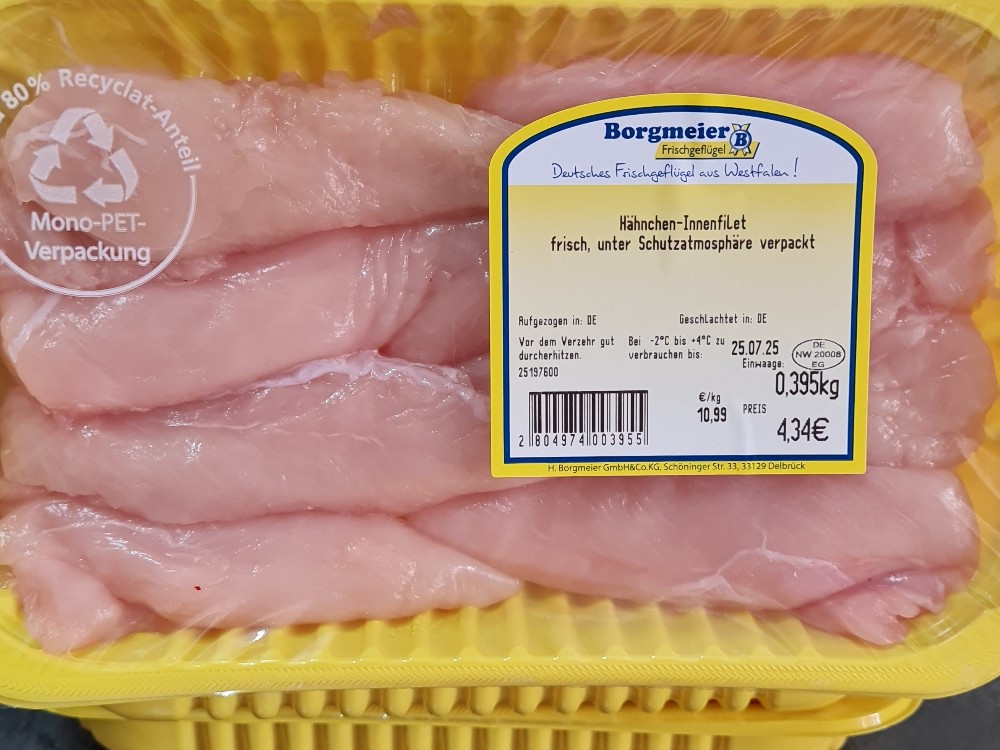 80% Recyclat-Anteil
Mono-PET-
Verpackung
Borgmeier
Frischgeflügel B
Deutsches Frischgeflügel aus Westfalen!
Hähnchen-Innenfilet
frisch, unter Schutzatmosphäre verpackt
Aufgezogen in: DE Geschlachtet in: DE
Vor dem Verzehr gut durcherhitzen.
Bei -2°C bis +4°C zu verbrauchen bis: 25.07.25
DE
NW 20008
EG
25197600
Einwaage:
0,395kg
€/kg
10,99
PREIS
4,34€
2 804974 003955
H. Borgmeier GmbH&Co.KG, Schöninger Str. 33, 33129 Delbrück